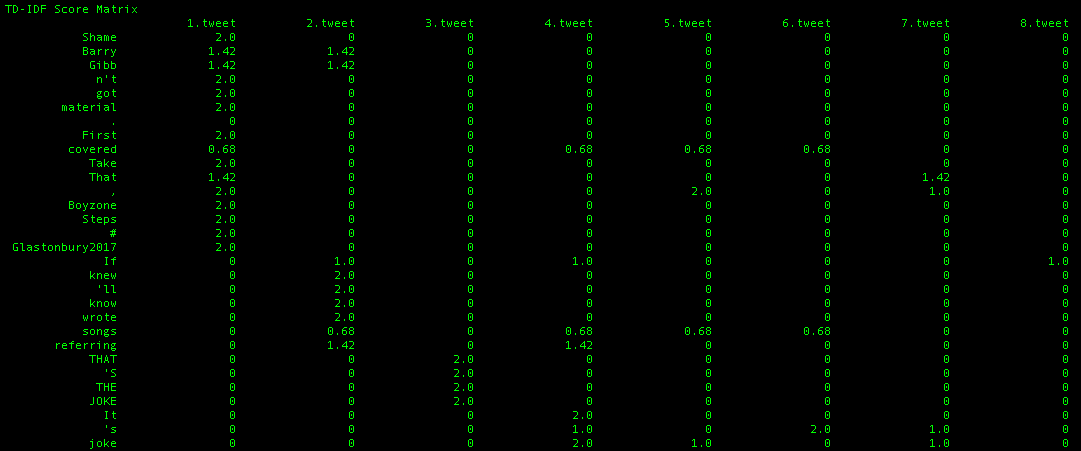 TD-IDF Score Matrix
1.tweet 2.tweet 3.tweet 4.tweet 5.tweet 6.tweet 7.tweet 8.tweet
Shame 2.0 0 0 0 0 0 0 0
Barry 1.42 1.42 0 0 0 0 0 0
Gibb 1.42 1.42 0 0 0 0 0 0
n't 2.0 0 0 0 0 0 0 0
got 2.0 0 0 0 0 0 0 0
material 2.0 0 0 0 0 0 0 0
. 0 0 0 0 0 0 0 0
First 2.0 0 0 0 0 0 0 0
covered 0.68 0 0 0.68 0.68 0.68 0 0
Take 2.0 0 0 0 0 0 0 0
That 1.42 0 0 0 0 0 1.42 0
, 2.0 0 0 0 2.0 0 1.0 0
Boyzone 2.0 0 0 0 0 0 0 0
Steps 2.0 0 0 0 0 0 0 0
# 2.0 0 0 0 0 0 0 0
Glastonbury2017 2.0 0 0 0 0 0 0 0
If 0 1.0 0 1.0 0 0 0 1.0
knew 0 2.0 0 0 0 0 0 0
'll 0 2.0 0 0 0 0 0 0
know 0 2.0 0 0 0 0 0 0
wrote 0 2.0 0 0 0 0 0 0
songs 0 0.68 0 0.68 0.68 0.68 0 0
referring 0 1.42 0 1.42 0 0 0 0
THAT 0 0 2.0 0 0 0 0 0
'S 0 0 2.0 0 0 0 0 0
THE 0 0 2.0 0 0 0 0 0
JOKE 0 0 2.0 0 0 0 0 0
It 0 0 0 2.0 0 0 0 0
's 0 0 0 1.0 0 2.0 1.0 0
joke 0 0 0 2.0 1.0 0 1.0 0